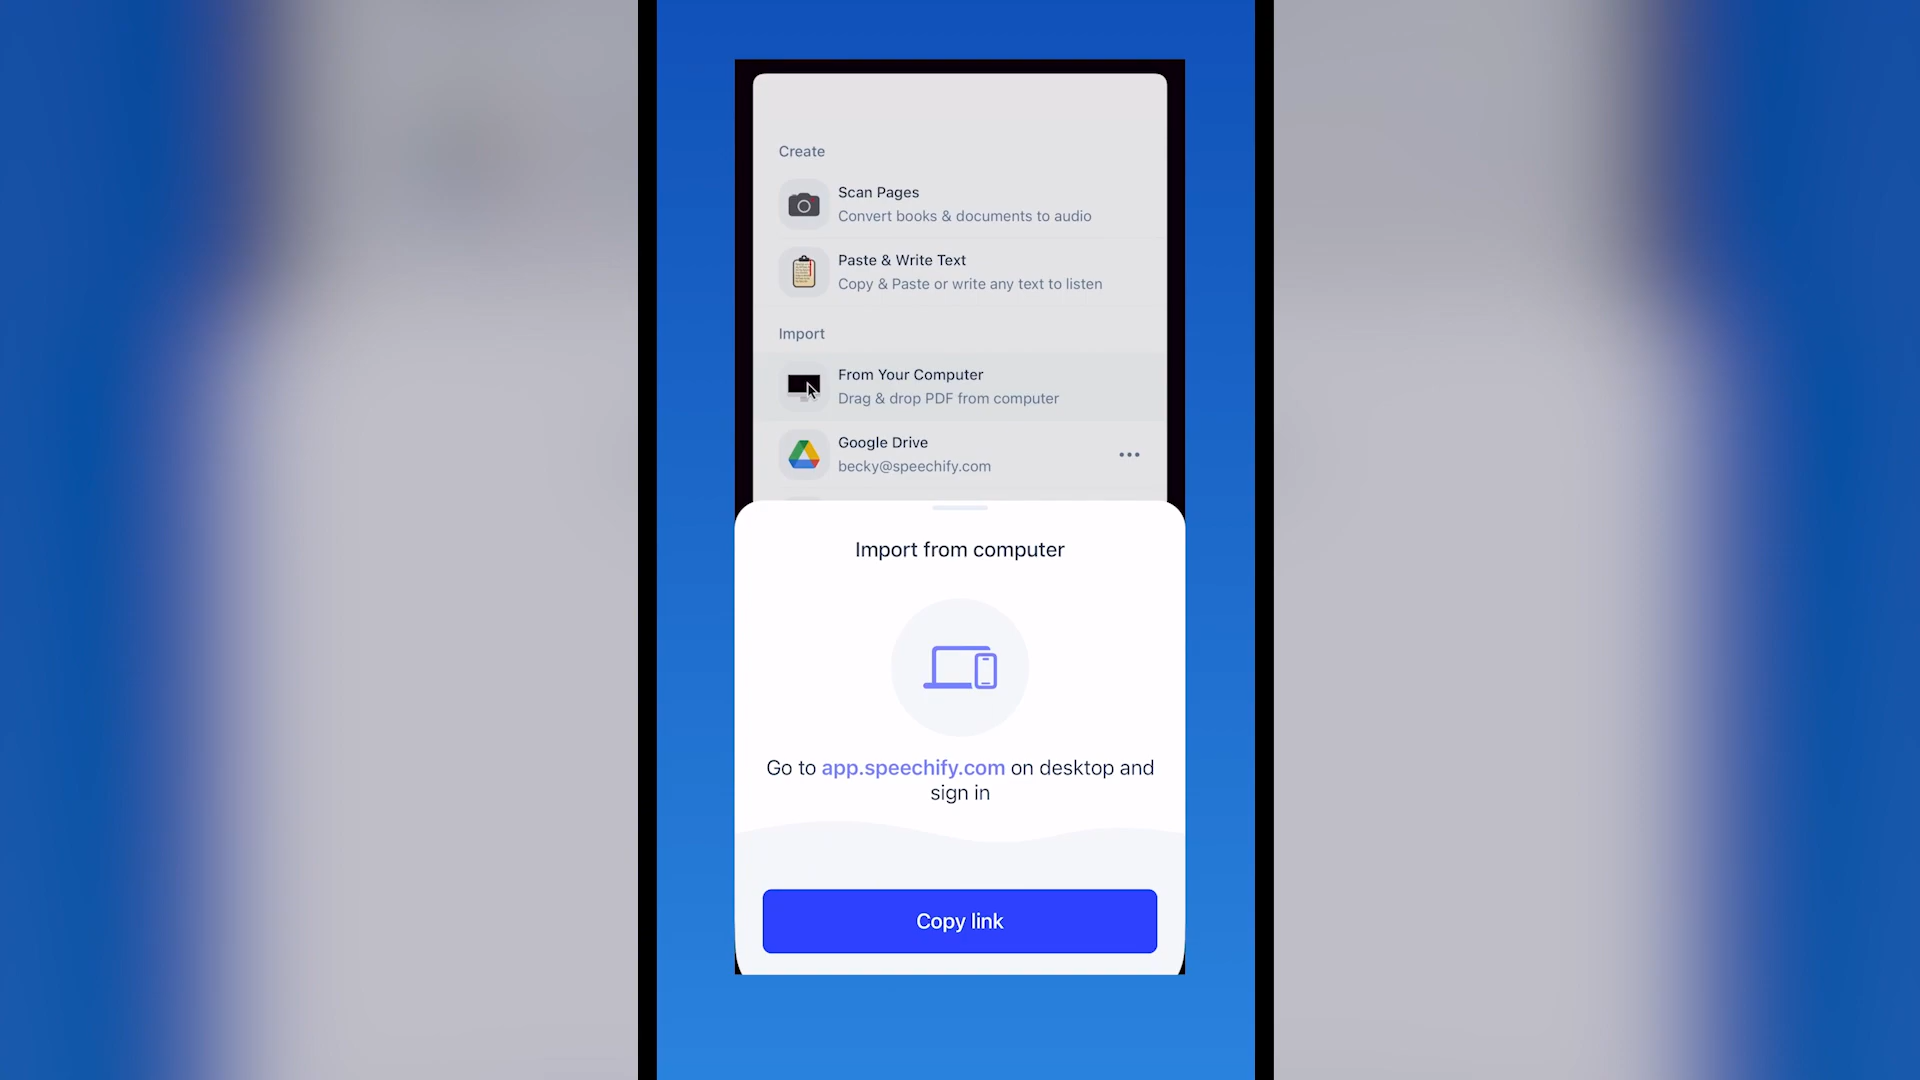 Create
Scan Pages
Convert books & documents to audio
Paste & Write Text
Copy & Paste or write any text to listen
Import
From Your Computer
Drag & drop PDF from computer
Google Drive
becky@speechify.com
Import from computer
Go to app.speechify.com on desktop and
sign in
Copy link